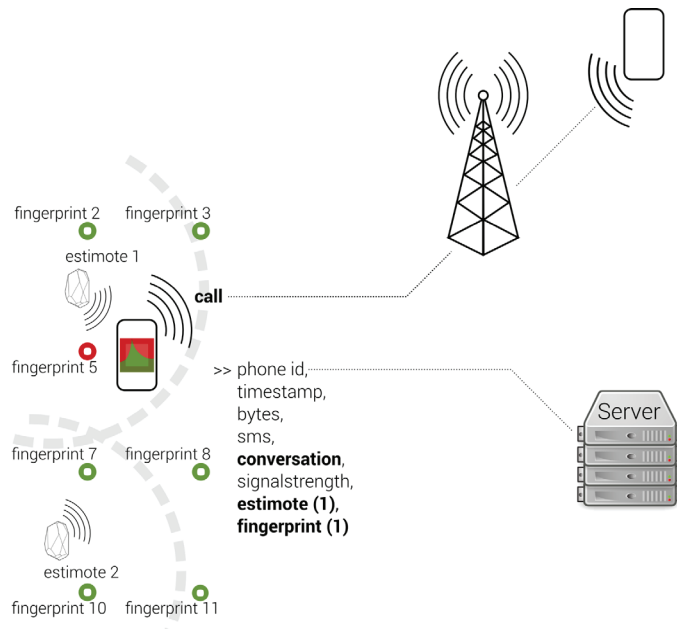 fingerprint 2
fingerprint 3
estimote 1
call
fingerprint 5
>> phone id,
timestamp,
bytes,
sms,
conversation,
signalstrength,
estimote (1),
fingerprint (1)
Server
fingerprint 7
fingerprint 8
estimote 2
fingerprint 10
fingerprint 11